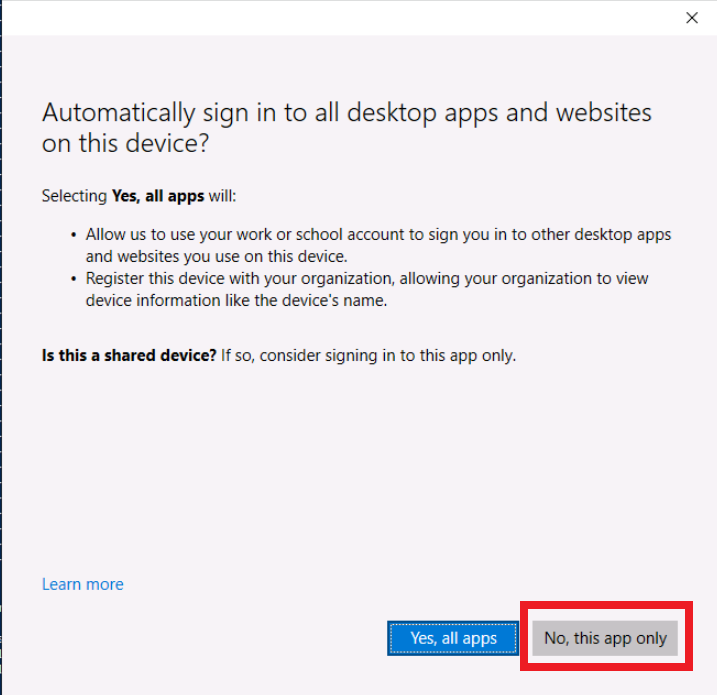 Automatically sign in to all desktop apps and websites
on this device?
Selecting Yes, all apps will:
• Allow us to use your work or school account to sign you in to other desktop apps
and websites you use on this device.
• Register this device with your organization, allowing your organization to view
device information like the device's name.
Is this a shared device? If so, consider signing in to this app only.
Learn more
Yes, all apps
No, this app only